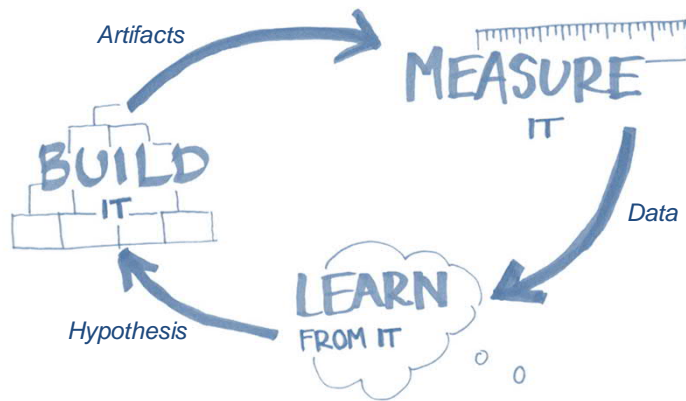 Artifacts
MEASURE
IT
BUILD
IT
Data
LEARN
FROM IT
Hypothesis